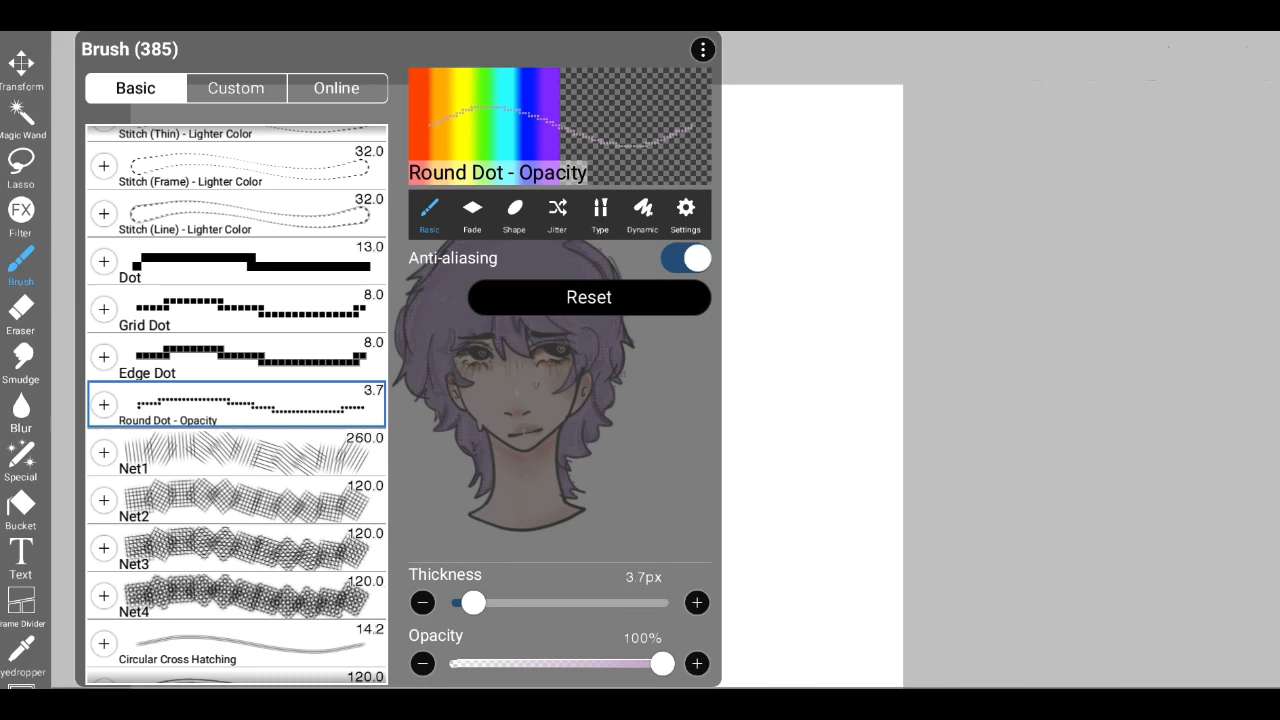 Transform
Magic Wand
Lasso
FX
Filter
Brush
Eraser
Smudge
Blur
Special
Bucket
T
Text
Frame Divider
Eyedropper
Brush (385)
Basic Custom Online
Stitch (Thin) - Lighter Color
32.0
Stitch (Frame) - Lighter Color
32.0
Stitch (Line) - Lighter Color
13.0
Dot
8.0
Grid Dot
8.0
Edge Dot
3.7
Round Dot - Opacity
260.0
Net1
120.0
Net2
120.0
Net3
120.0
Net4
14.2
Circular Cross Hatching
120.0
Round Dot - Opacity
Basic Fade Shape Jitter Type Dynamic Settings
Anti-aliasing
Reset
Thickness 3.7px
Opacity 100%